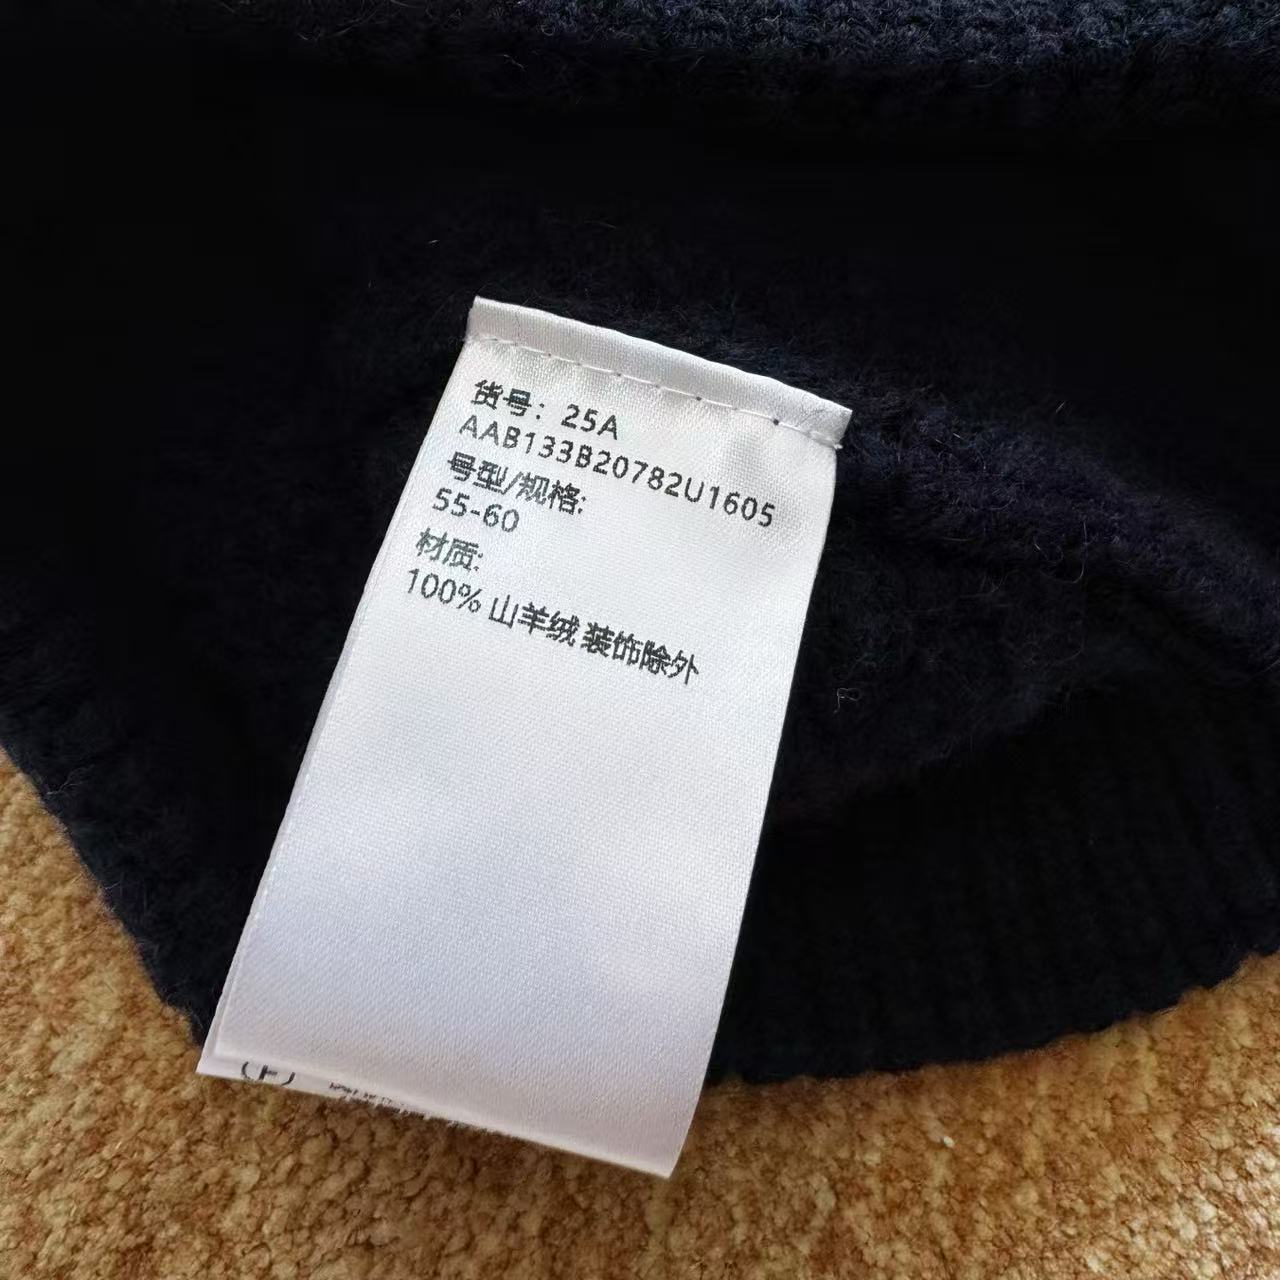 货号：25A
AAB133B20782U1605
号型/规格:
55-60
材质:
100% 山羊绒 装饰除外